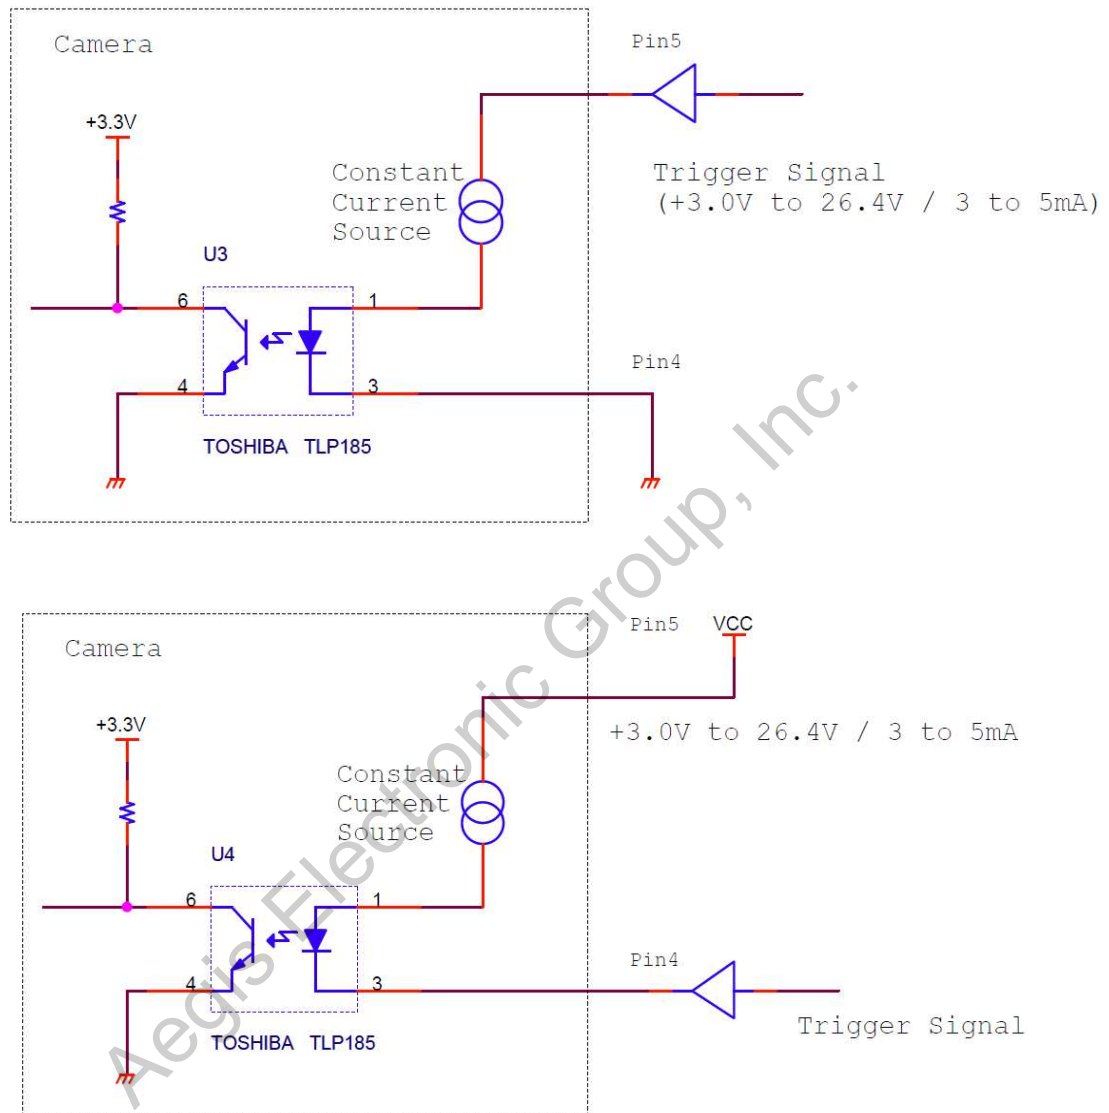 Camera
Pin5
+3.3V
Constant
Current
Source
Trigger Signal
(+3.0V to 26.4V / 3 to 5mA)
U3
6
1
4
3
Pin4
TOSHIBA TLP185
Camera
Pin5
VCC
+3.3V
+3.0V to 26.4V / 3 to 5mA
Constant
Current
Source
U4
6
1
4
3
Pin4
Trigger Signal
TOSHIBA TLP185
Aegis Electronic Group, Inc.